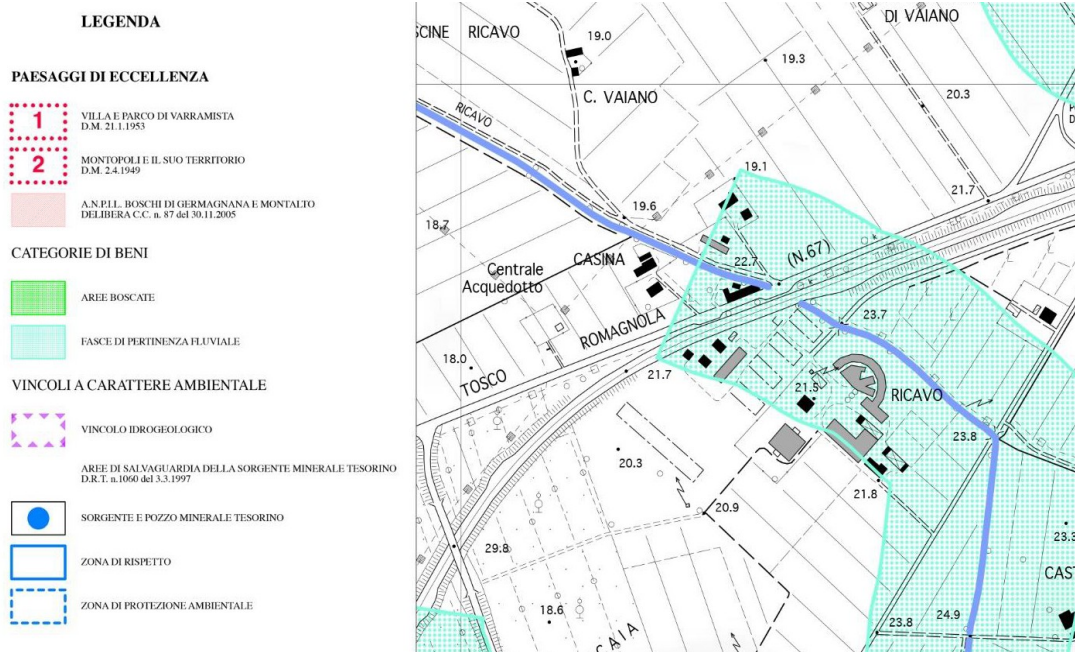 LEGENDA
PAESAGGI DI ECCELLENZA
1
VILLA E PARCO DI VARRAMISTA
D.M. 21.1.1953
2
MONTOPOLI E IL SUO TERRITORIO
D.M. 2.4.1949
A.N.P.I.L. BOSCHI DI GERMAGNANA E MONTALTO
DELIBERA C.C. n. 87 del 30.11.2005
CATEGORIE DI BENI
AREE BOSCATE
FASCE DI PERTINENZA FLUVIALE
VINCOLI A CARATTERE AMBIENTALE
VINCOLO IDROGEOLOGICO
AREE DI SALVAGUARDIA DELLA SORGENTE MINERALE TESORINO
D.R.T. n.1060 del 3.3.1997
SORGENTE E POZZO MINERALE TESORINO
ZONA DI RISPETTO
ZONA DI PROTEZIONE AMBIENTALE
DI VAIANO
SCINE RICAVO
19.0
19.3
C. VAIANO
20.3
RICAVO
19.1
21.7
19.6
18.7
(N.67)
CASINA
22.7
Centrale
Acquedotto
23.7
ROMAGNOLA
18.0
21.7
TOSCO
21.5
RICAVO
23.8
20.3
21.8
20.9
23.3
29.8
CAST
18.6
23.8
24.9
CAIA